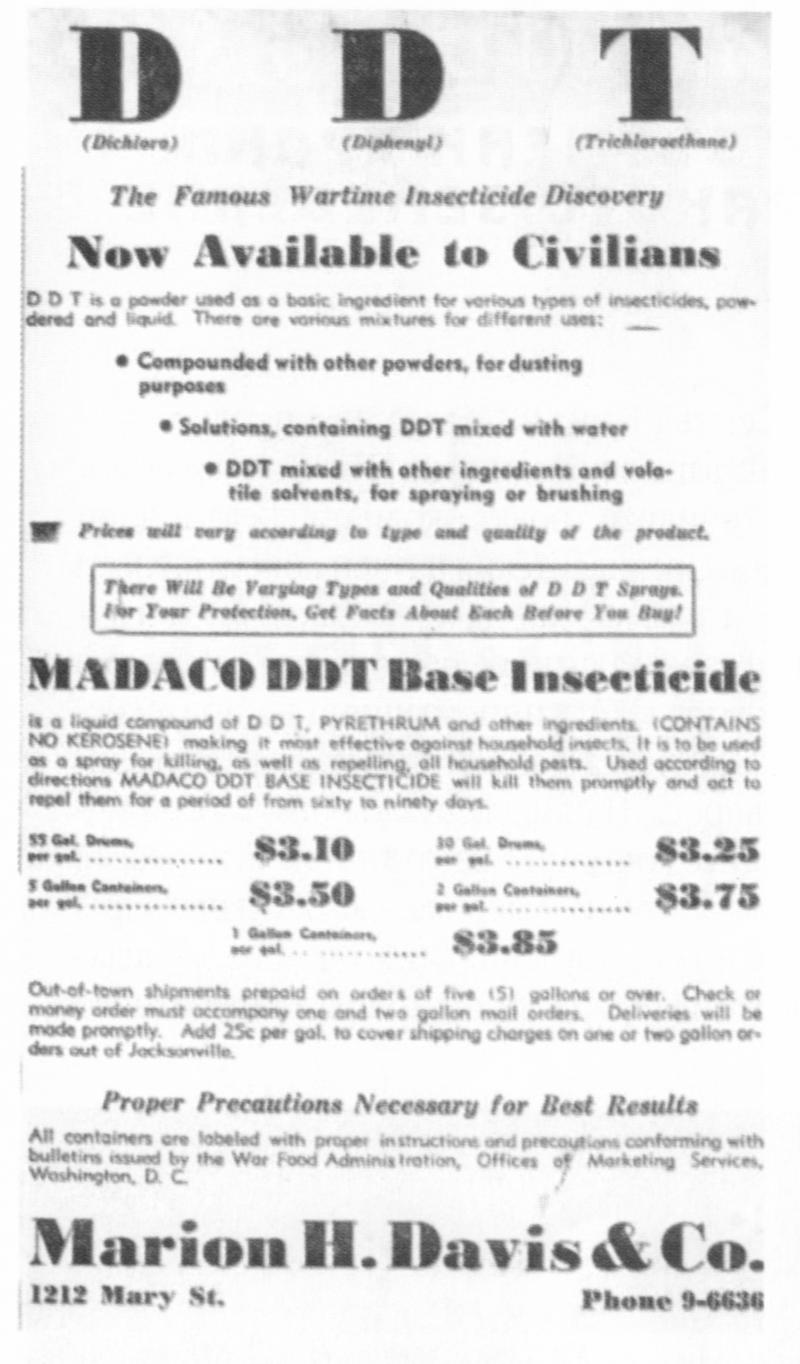 D D T
(Dichloro) (Diphenyl) (Trichloroethane)
The Famous Wartime Insecticide Discovery
Now Available to Civilians
D D T is a powder used as a basic ingredient for various types of insecticides, pow-
dered and liquid. There are various mixtures for different uses:
• Compounded with other powders, for dusting
purposes
• Solutions, containing DDT mixed with water
• DDT mixed with other ingredients and vola-
tile solvents, for spraying or brushing
Prices will vary according to type and quality of the product.
There Will Be Varying Types and Qualities of D D T Sprays.
For Your Protection, Get Facts About Each Before You Buy!
MADACO DDT Base Insecticide
is a liquid compound of D D T, PYRETHRUM and other ingredients. (CONTAINS
NO KEROSENE) making it most effective against household insects. It is to be used
as a spray for killing, as well as repelling, all household pests. Used according to
directions MADACO DDT BASE INSECTICIDE will kill them promptly and act to
repel them for a period of from sixty to ninety days.
55 Gal. Drums,
per gal. ............... $3.10
30 Gal. Drums,
per gal. ............... $3.25
5 Gallon Containers,
per gal. ............... $3.50
2 Gallon Containers,
per gal. ............... $3.75
1 Gallon Containers,
per gal. ............... $3.85
Out-of-town shipments prepaid on orders of five (5) gallons or over. Check or
money order must accompany one and two gallon mail orders. Deliveries will be
made promptly. Add 25c per gal. to cover shipping charges on one or two gallon or-
ders out of Jacksonville.
Proper Precautions Necessary for Best Results
All containers are labeled with proper instructions and precautions conforming with
bulletins issued by the War Food Administration, Offices of Marketing Services,
Washington, D. C.
Marion H. Davis & Co.
1212 Mary St. Phone 9-6636